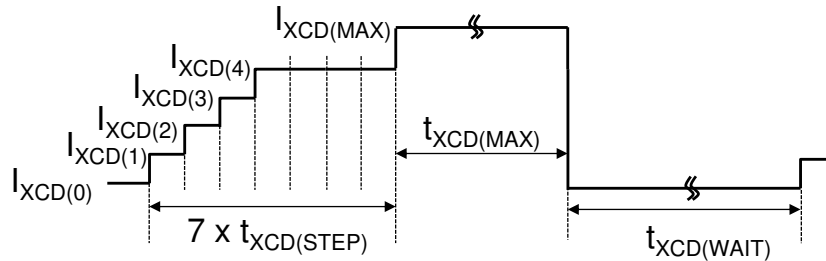 I_XCD(MAX)
I_XCD(4)
I_XCD(3)
I_XCD(2)
I_XCD(1)
I_XCD(0)
t_XCD(MAX)
7 x t_XCD(STEP)
t_XCD(WAIT)